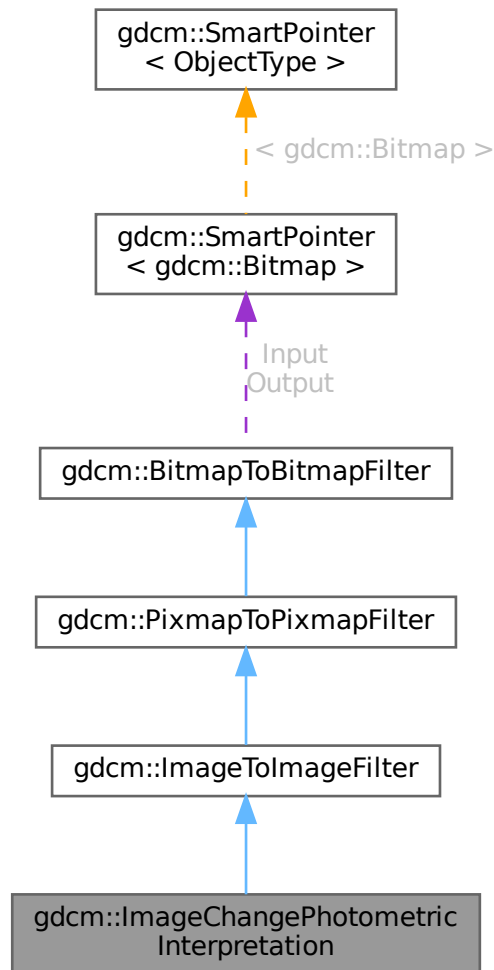 gdcm::SmartPointer
< ObjectType >
< gdcm::Bitmap >
gdcm::SmartPointer
< gdcm::Bitmap >
Input
Output
gdcm::BitmapToBitmapFilter
gdcm::PixmapToPixmapFilter
gdcm::ImageToImageFilter
gdcm::ImageChangePhotometric
Interpretation